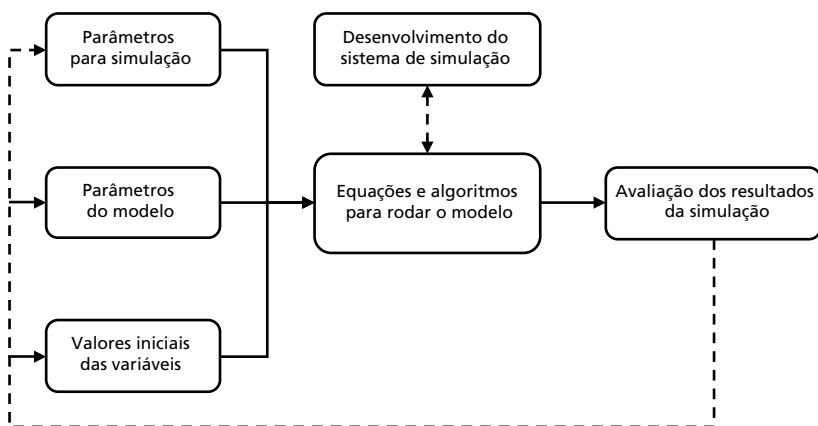 Parâmetros
para simulação
Desenvolvimento do
sistema de simulação
Parâmetros
do modelo
Equações e algoritmos
para rodar o modelo
Avaliação dos resultados
da simulação
Valores iniciais
das variáveis